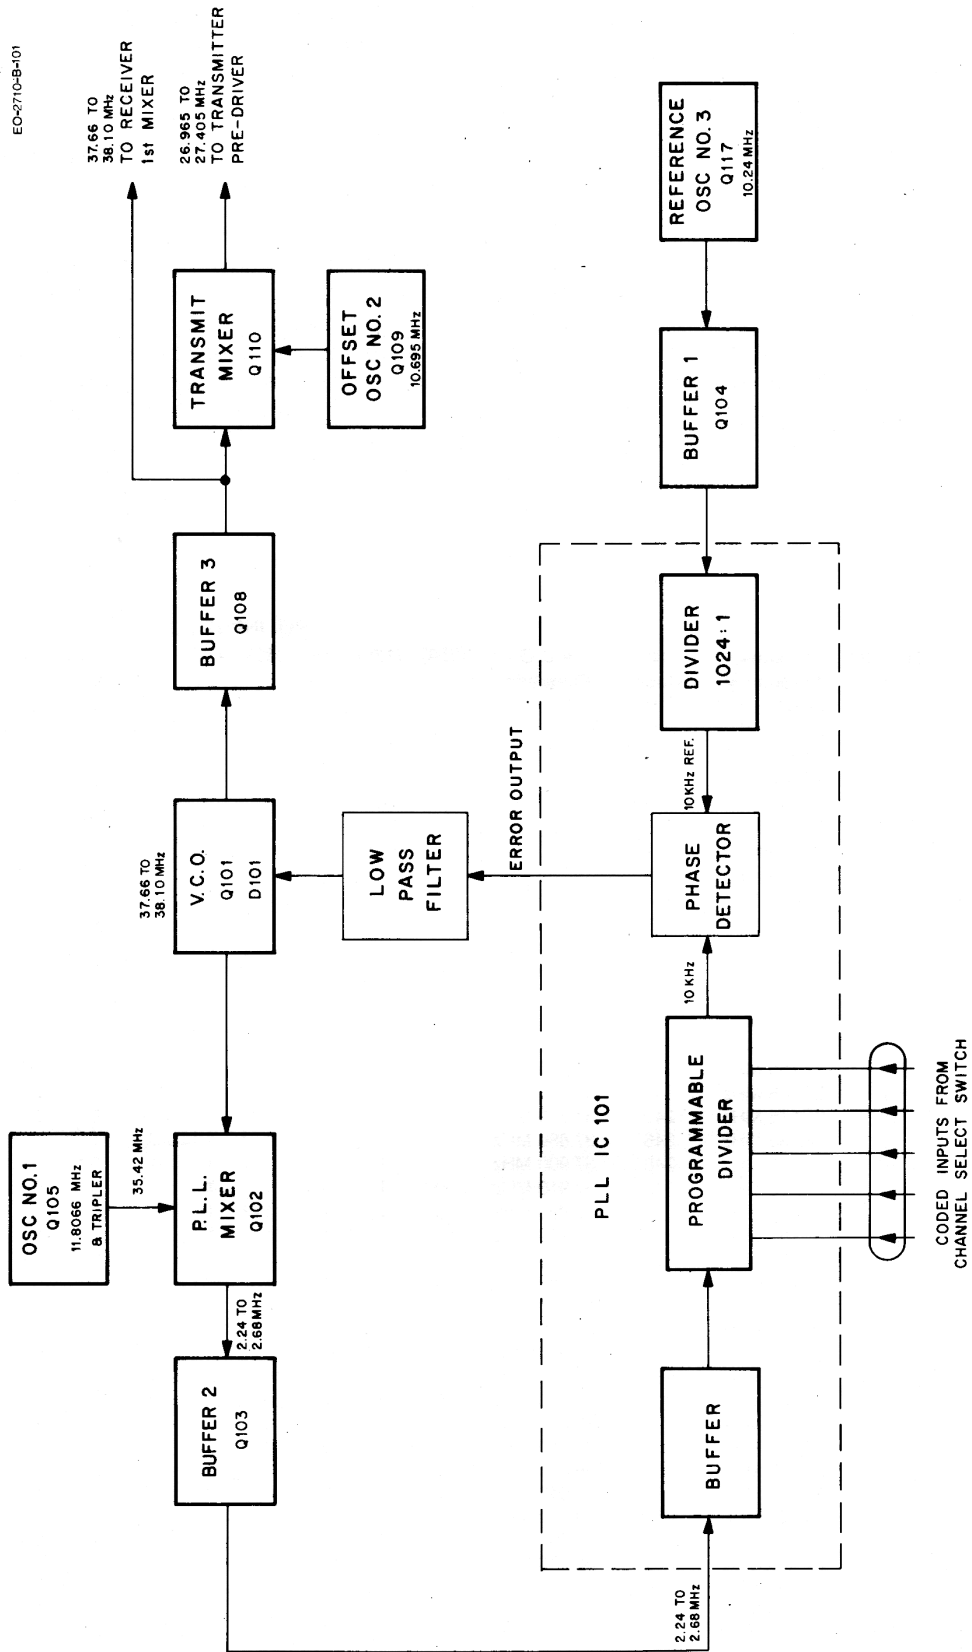 EO-2710-B-101
37.66 TO
38.10 MHz
TO RECEIVER
1st MIXER
26.965 TO
27.405 MHz
TO TRANSMITTER
PRE-DRIVER
OSC NO.1
Q105
11.8066 MHz
& TRIPLER
35.42 MHz
P.L.L.
MIXER
Q102
2.24 TO
2.68MHz
BUFFER 2
Q103
37.66 TO
38.10 MHz
V.C.O.
Q101
D101
BUFFER 3
Q108
TRANSMIT
MIXER
Q110
OFFSET
OSC NO. 2
Q109
10.695 MHz
LOW
PASS
FILTER
ERROR OUTPUT
PLL IC 101
2.24 TO
2.68 MHz
BUFFER
PROGRAMMABLE
DIVIDER
10 KHz
PHASE
DETECTOR
10KHz REF.
DIVIDER
1024:1
BUFFER 1
Q104
REFERENCE
OSC NO. 3
Q117
10.24 MHz
CODED INPUTS FROM
CHANNEL SELECT SWITCH